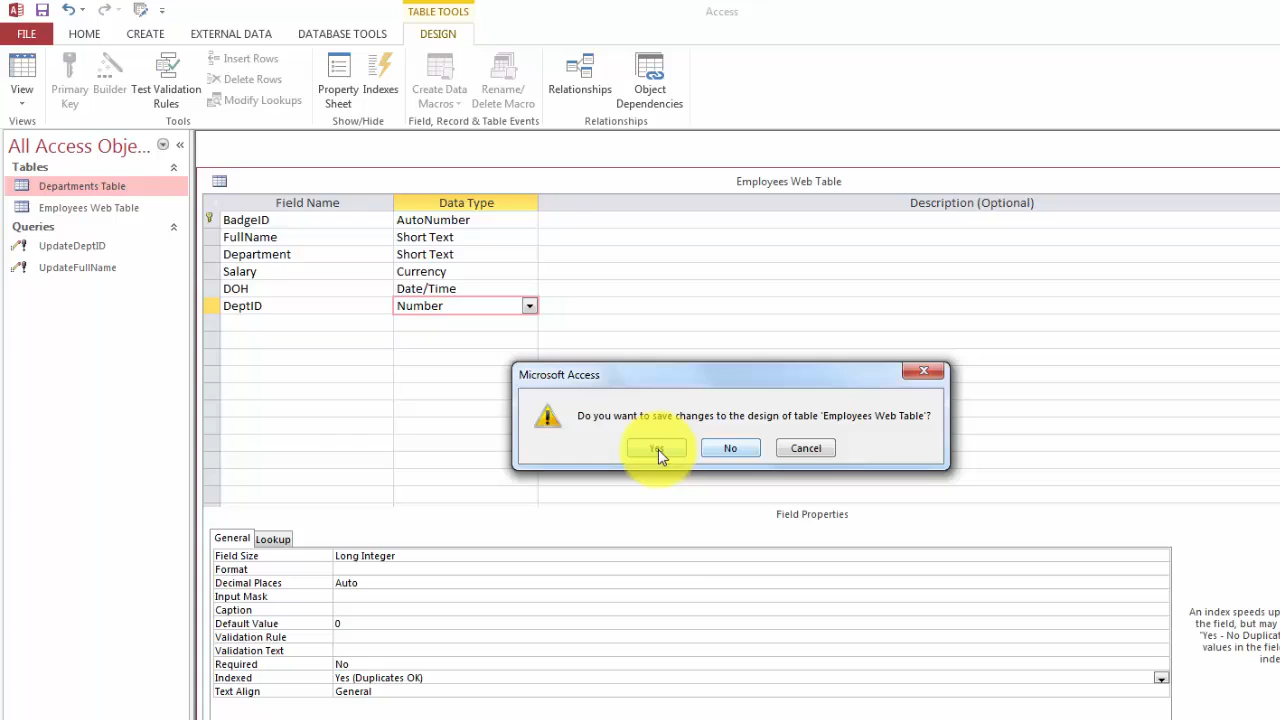 TABLE TOOLS
Access
FILE HOME CREATE EXTERNAL DATA DATABASE TOOLS DESIGN
View
Views
Primary Key
Builder
Test Validation Rules
Insert Rows
Delete Rows
Modify Lookups
Tools
Property Sheet
Indexes
Show/Hide
Create Data Macros
Rename/ Delete Macro
Field, Record & Table Events
Relationships
Object Dependencies
Relationships
All Access Obje...
Tables
Departments Table
Employees Web Table
Queries
UpdateDeptID
UpdateFullName
Employees Web Table
Field Name Data Type Description (Optional)
BadgeID AutoNumber
FullName Short Text
Department Short Text
Salary Currency
DOH Date/Time
DeptID Number
Microsoft Access
Do you want to save changes to the design of table 'Employees Web Table'?
Yes No Cancel
Field Properties
General Lookup
Field Size Long Integer
Format
Decimal Places Auto
Input Mask
Caption
Default Value 0
Validation Rule
Validation Text
Required No
Indexed Yes (Duplicates OK)
Text Align General
An index speeds up
the field, but may
"Yes - No Duplicat
values in the field
inde